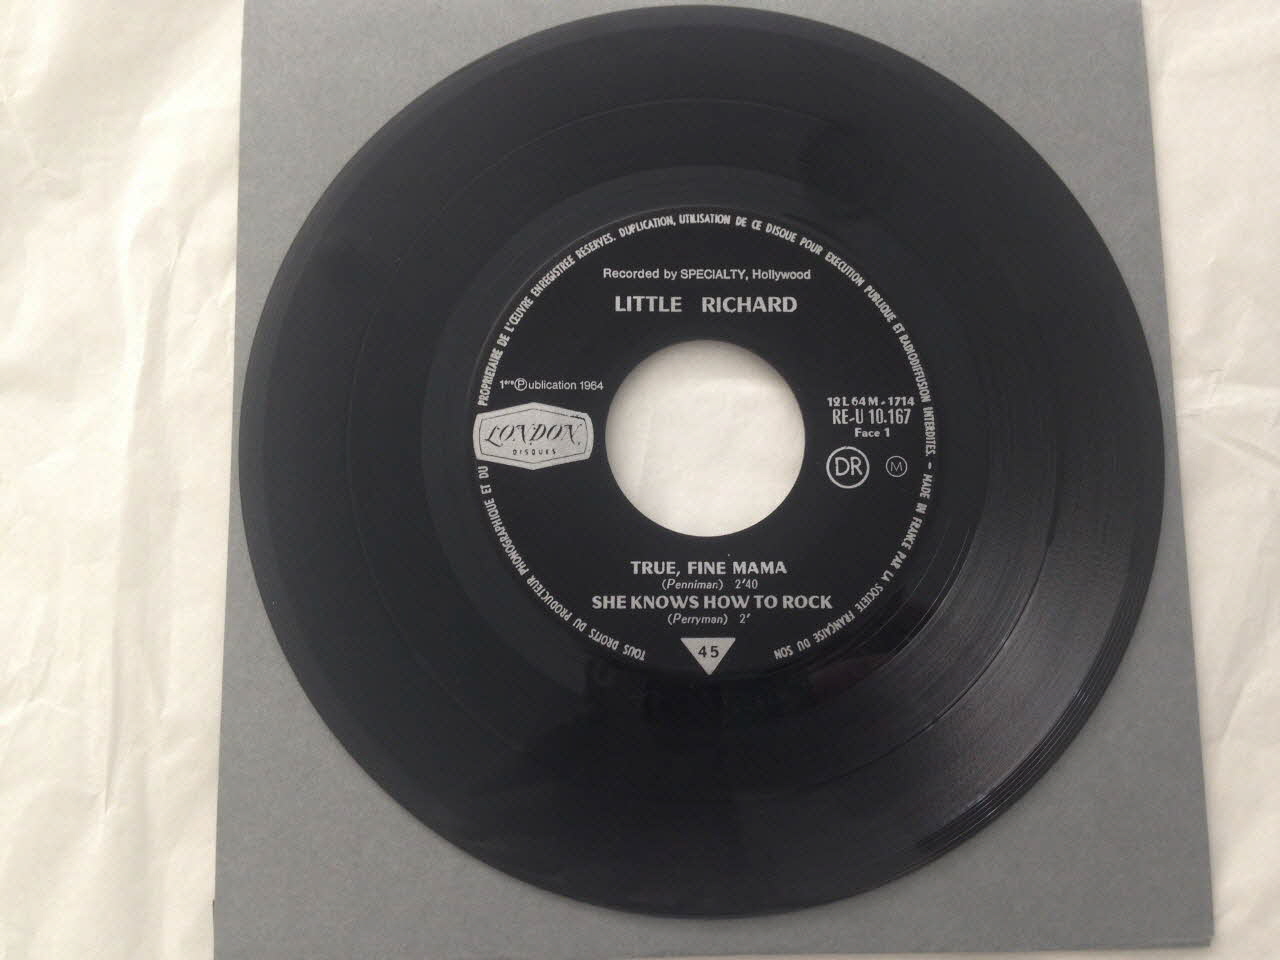 TOUS DROITS DU PRODUCTEUR PHONOGRAPHIQUE ET DU PROPRIETAIRE DE L'ŒUVRE ENREGISTREE RESERVES. DUPLICATION, UTILISATION DE CE DISQUE POUR EXECUTION PUBLIQUE ET RADIODIFFUSION INTERDITES. - MADE IN FRANCE PAR LA SOCIETE FRANÇAISE DU SON
Recorded by SPECIALTY, Hollywood
LITTLE RICHARD
1ère Ⓟublication 1964
LONDON
DISQUES
12 L 64 M - 1714
RE-U 10.167
Face 1
DR M
TRUE, FINE MAMA
(Penniman) 2'40
SHE KNOWS HOW TO ROCK
(Perryman) 2'
45